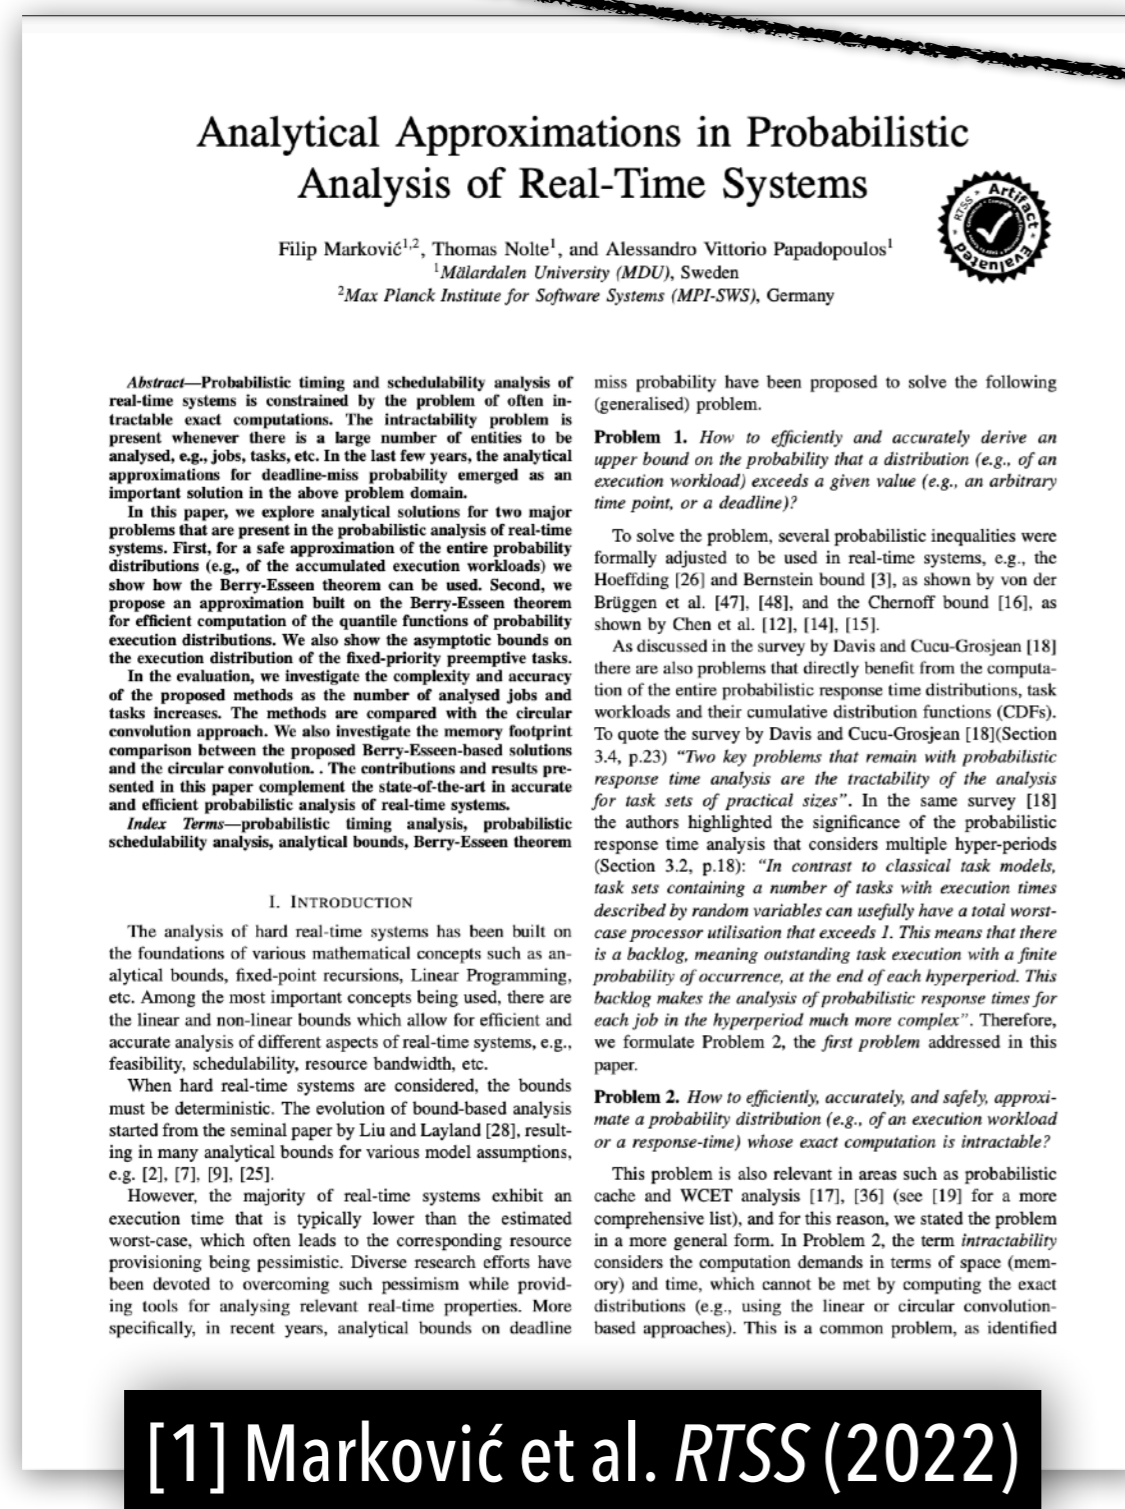 Analytical Approximations in Probabilistic
Analysis of Real-Time Systems
RTSS * Artifact * Evaluated *
Filip Marković1,2, Thomas Nolte1, and Alessandro Vittorio Papadopoulos1
1Mälardalen University (MDU), Sweden
2Max Planck Institute for Software Systems (MPI-SWS), Germany
Abstract—Probabilistic timing and schedulability analysis of
real-time systems is constrained by the problem of often in-
tractable exact computations. The intractability problem is
present whenever there is a large number of entities to be
analysed, e.g., jobs, tasks, etc. In the last few years, the analytical
approximations for deadline-miss probability emerged as an
important solution in the above problem domain.
In this paper, we explore analytical solutions for two major
problems that are present in the probabilistic analysis of real-time
systems. First, for a safe approximation of the entire probability
distributions (e.g., of the accumulated execution workloads) we
show how the Berry-Esseen theorem can be used. Second, we
propose an approximation built on the Berry-Esseen theorem
for efficient computation of the quantile functions of probability
execution distributions. We also show the asymptotic bounds on
the execution distribution of the fixed-priority preemptive tasks.
In the evaluation, we investigate the complexity and accuracy
of the proposed methods as the number of analysed jobs and
tasks increases. The methods are compared with the circular
convolution approach. We also investigate the memory footprint
comparison between the proposed Berry-Esseen-based solutions
and the circular convolution. . The contributions and results pre-
sented in this paper complement the state-of-the-art in accurate
and efficient probabilistic analysis of real-time systems.
Index Terms—probabilistic timing analysis, probabilistic
schedulability analysis, analytical bounds, Berry-Esseen theorem
I. INTRODUCTION
The analysis of hard real-time systems has been built on
the foundations of various mathematical concepts such as an-
alytical bounds, fixed-point recursions, Linear Programming,
etc. Among the most important concepts being used, there are
the linear and non-linear bounds which allow for efficient and
accurate analysis of different aspects of real-time systems, e.g.,
feasibility, schedulability, resource bandwidth, etc.
When hard real-time systems are considered, the bounds
must be deterministic. The evolution of bound-based analysis
started from the seminal paper by Liu and Layland [28], result-
ing in many analytical bounds for various model assumptions,
e.g. [2], [7], [9], [25].
However, the majority of real-time systems exhibit an
execution time that is typically lower than the estimated
worst-case, which often leads to the corresponding resource
provisioning being pessimistic. Diverse research efforts have
been devoted to overcoming such pessimism while provid-
ing tools for analysing relevant real-time properties. More
specifically, in recent years, analytical bounds on deadline
miss probability have been proposed to solve the following
(generalised) problem.
Problem 1. How to efficiently and accurately derive an
upper bound on the probability that a distribution (e.g., of an
execution workload) exceeds a given value (e.g., an arbitrary
time point, or a deadline)?
To solve the problem, several probabilistic inequalities were
formally adjusted to be used in real-time systems, e.g., the
Hoeffding [26] and Bernstein bound [3], as shown by von der
Brüggen et al. [47], [48], and the Chernoff bound [16], as
shown by Chen et al. [12], [14], [15].
As discussed in the survey by Davis and Cucu-Grosjean [18]
there are also problems that directly benefit from the computa-
tion of the entire probabilistic response time distributions, task
workloads and their cumulative distribution functions (CDFs).
To quote the survey by Davis and Cucu-Grosjean [18](Section
3.4, p.23) “Two key problems that remain with probabilistic
response time analysis are the tractability of the analysis
for task sets of practical sizes”. In the same survey [18]
the authors highlighted the significance of the probabilistic
response time analysis that considers multiple hyper-periods
(Section 3.2, p.18): “In contrast to classical task models,
task sets containing a number of tasks with execution times
described by random variables can usefully have a total worst-
case processor utilisation that exceeds 1. This means that there
is a backlog, meaning outstanding task execution with a finite
probability of occurrence, at the end of each hyperperiod. This
backlog makes the analysis of probabilistic response times for
each job in the hyperperiod much more complex”. Therefore,
we formulate Problem 2, the first problem addressed in this
paper.
Problem 2. How to efficiently, accurately, and safely, approxi-
mate a probability distribution (e.g., of an execution workload
or a response-time) whose exact computation is intractable?
This problem is also relevant in areas such as probabilistic
cache and WCET analysis [17], [36] (see [19] for a more
comprehensive list), and for this reason, we stated the problem
in a more general form. In Problem 2, the term intractability
considers the computation demands in terms of space (mem-
ory) and time, which cannot be met by computing the exact
distributions (e.g., using the linear or circular convolution-
based approaches). This is a common problem, as identified
[1] Marković et al. RTSS (2022)